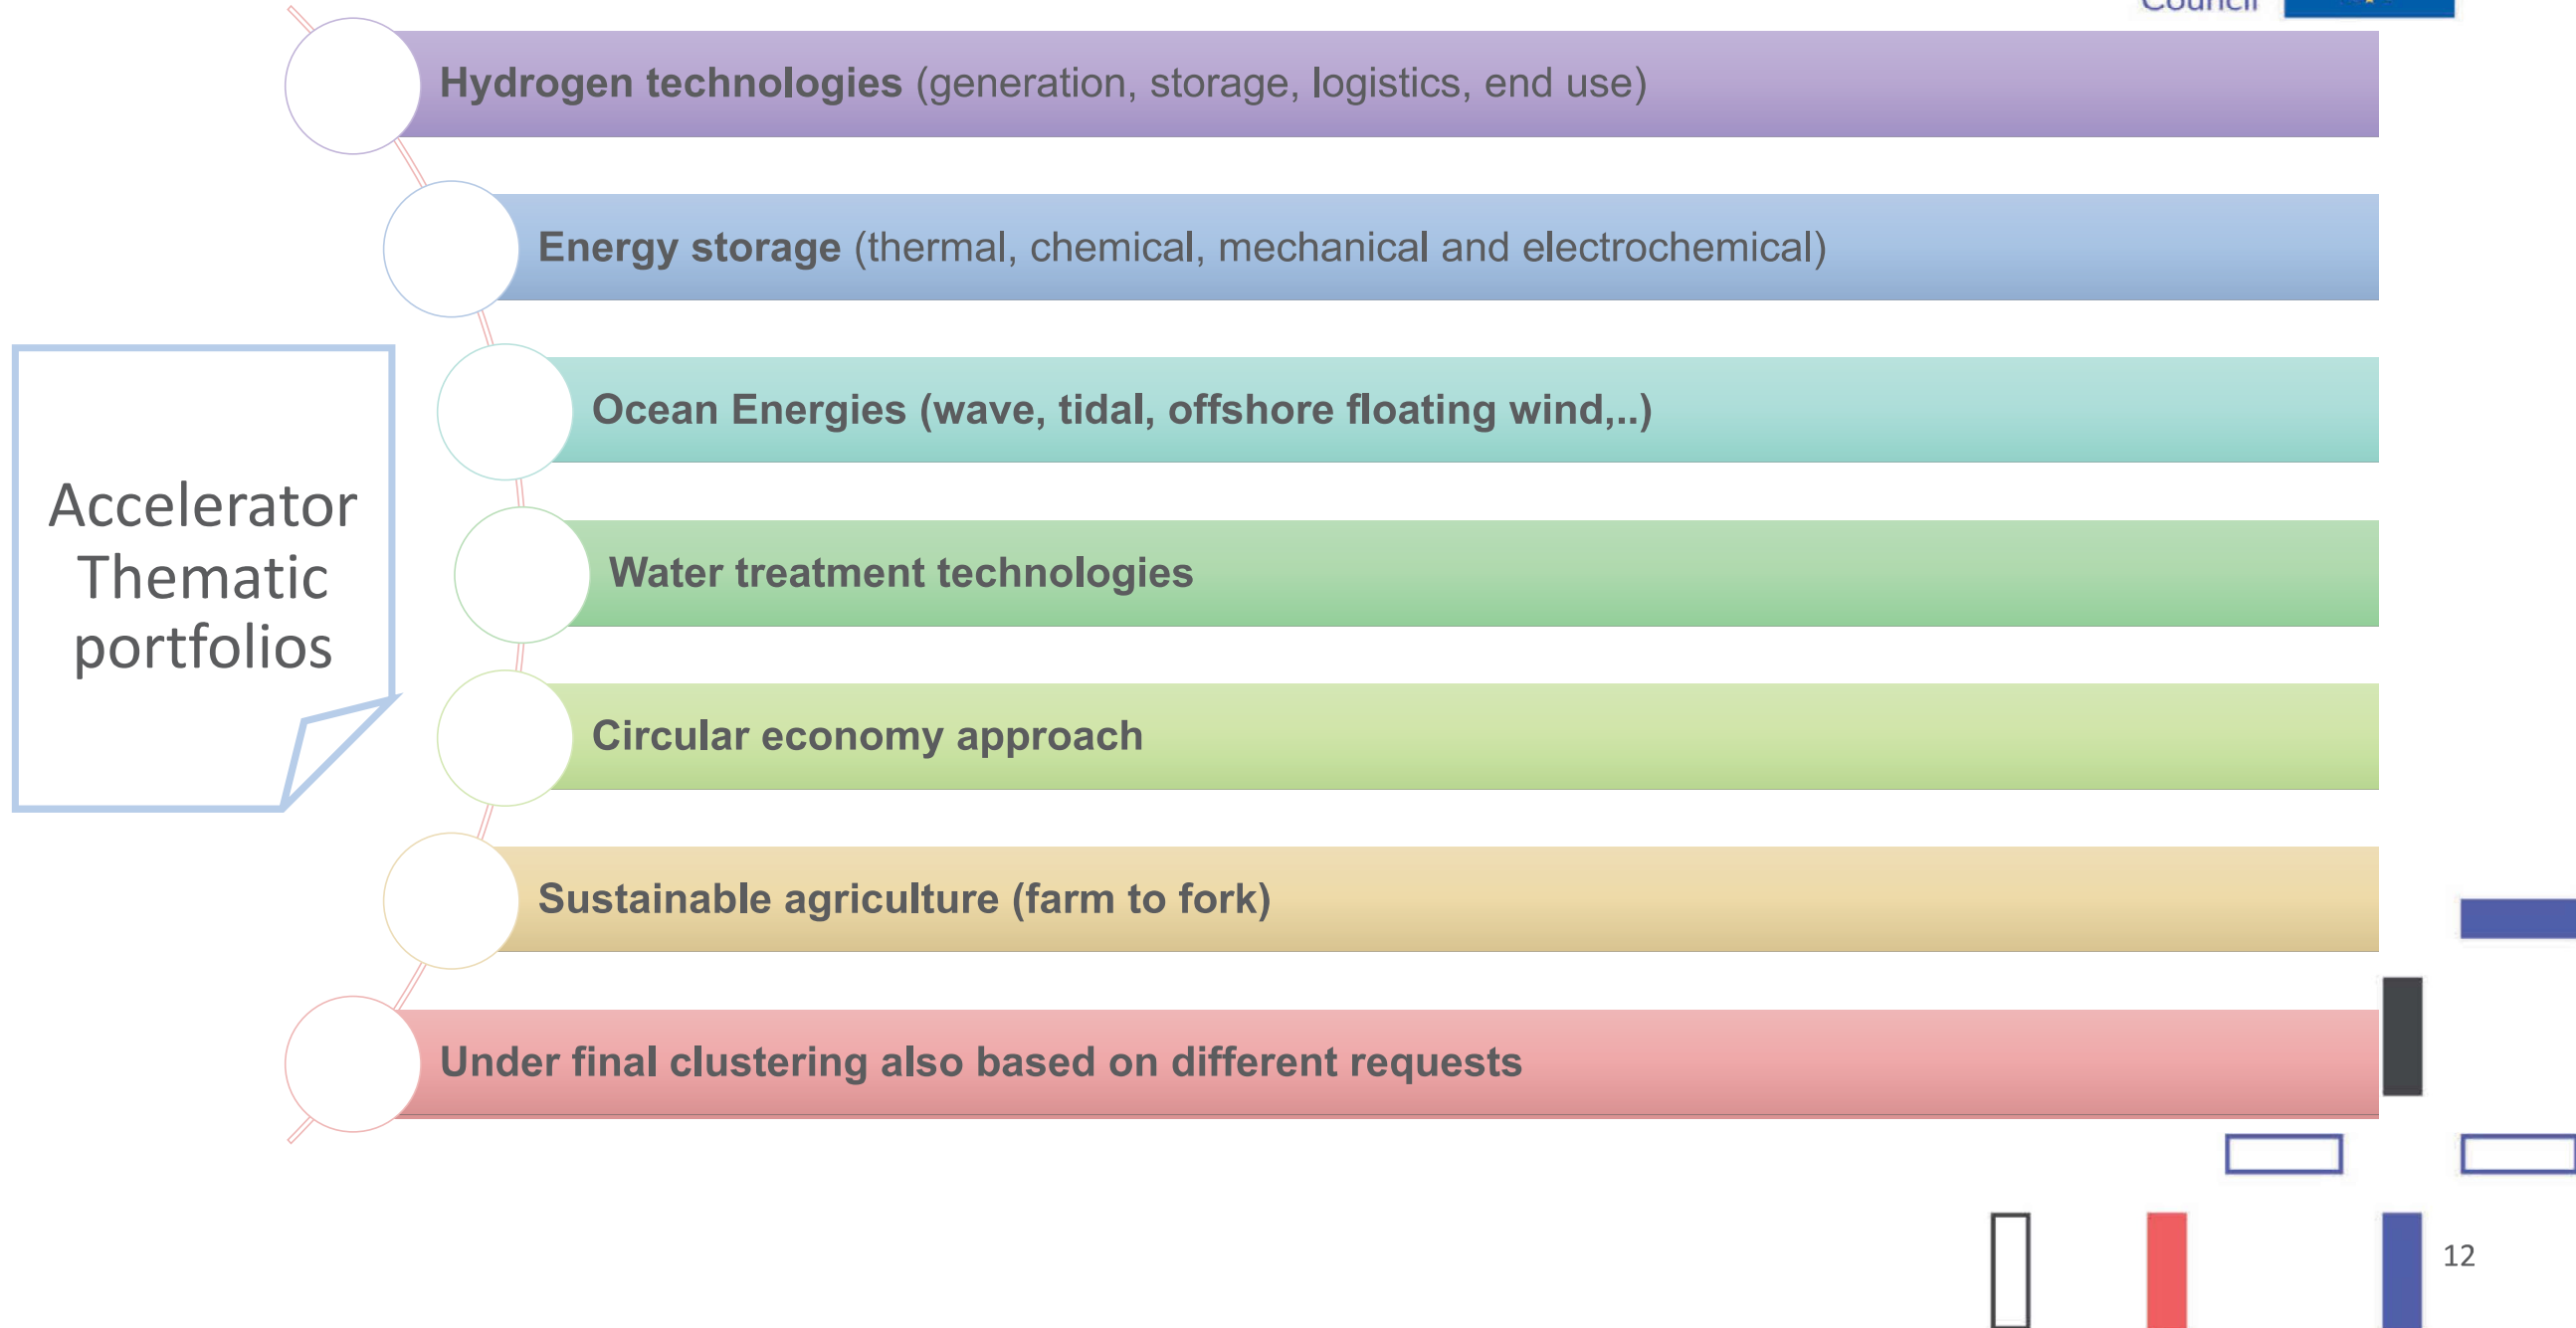 Council
Hydrogen technologies (generation, storage, logistics, end use)
Energy storage (thermal, chemical, mechanical and electrochemical)
Ocean Energies (wave, tidal, offshore floating wind,..)
Accelerator
Thematic
portfolios
Water treatment technologies
Circular economy approach
Sustainable agriculture (farm to fork)
Under final clustering also based on different requests
12